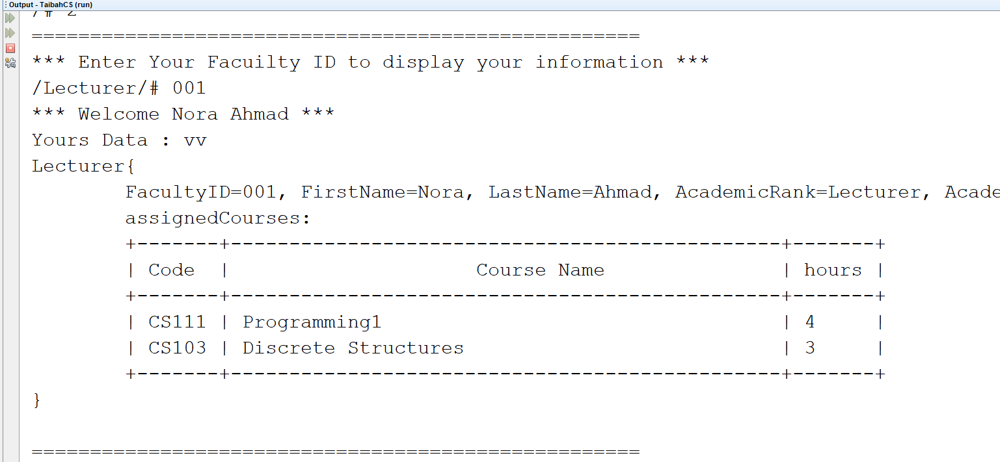 Output - TaibahCS (run)
/# 2
====================================================
*** Enter Your Facuilty ID to display your information ***
/Lecturer/# 001
*** Welcome Nora Ahmad ***
Yours Data : vv
Lecturer{
        FacultyID=001, FirstName=Nora, LastName=Ahmad, AcademicRank=Lecturer, Acade
        assignedCourses:
        +-------+-----------------------------------------------+-------+
        | Code  |                     Course Name               | hours |
        +-------+-----------------------------------------------+-------+
        | CS111 | Programming1                                  | 4     |
        | CS103 | Discrete Structures                           | 3     |
        +-------+-----------------------------------------------+-------+
}
====================================================